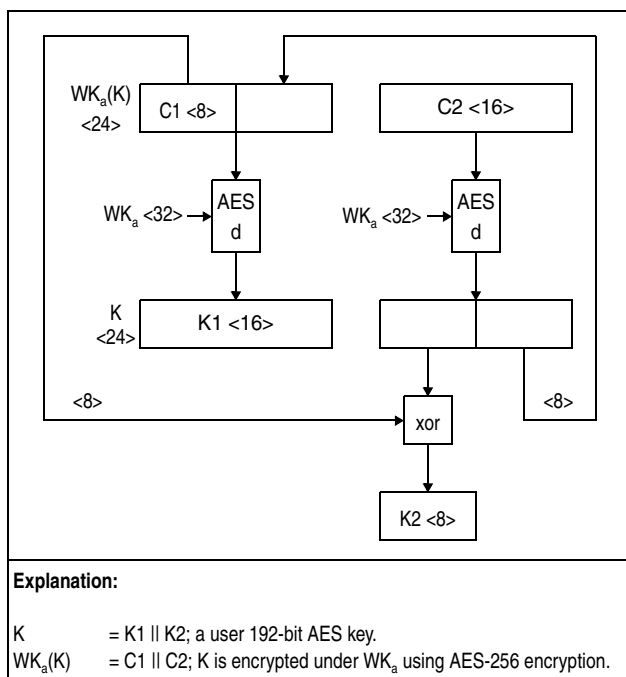 WKa(K)
<24>
C1 <8>
C2 <16>
WKa <32>
AES
d
WKa <32>
AES
d
K
<24>
K1 <16>
<8>
xor
<8>
K2 <8>
Explanation:
K = K1 || K2; a user 192-bit AES key.
WKa(K) = C1 || C2; K is encrypted under WKa using AES-256 encryption.